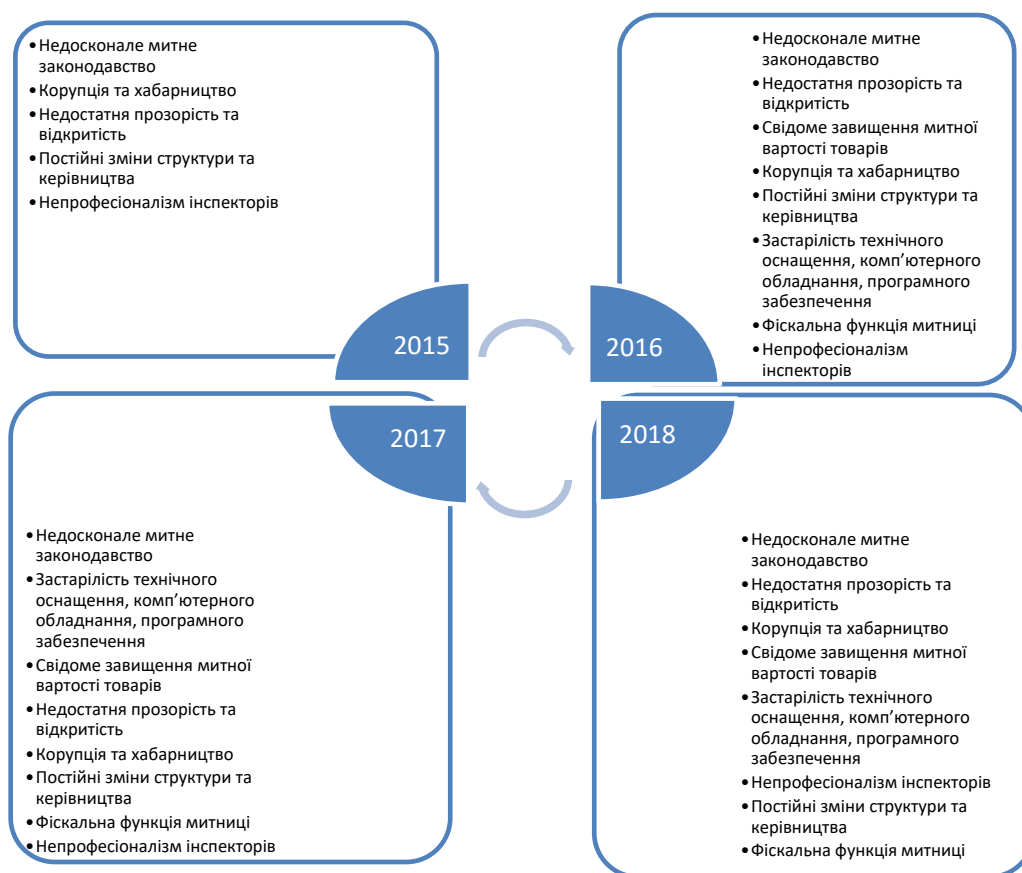 • Недосконале митне
законодавство
• Корупція та хабарництво
• Недостатня прозорість та
відкритість
• Постійні зміни структури та
керівництва
• Непрофесіоналізм інспекторів
2015
• Недосконале митне
законодавство
• Недостатня прозорість та
відкритість
• Свідоме завищення митної
вартості товарів
• Корупція та хабарництво
• Постійні зміни структури та
керівництва
• Застарілість технічного
оснащення, комп’ютерного
обладнання, програмного
забезпечення
• Фіскальна функція митниці
• Непрофесіоналізм
інспекторів
2016
2017
• Недосконале митне
законодавство
• Застарілість технічного
оснащення, комп’ютерного
обладнання, програмного
забезпечення
• Свідоме завищення митної
вартості товарів
• Недостатня прозорість та
відкритість
• Корупція та хабарництво
• Постійні зміни структури та
керівництва
• Фіскальна функція митниці
• Непрофесіоналізм інспекторів
2018
• Недосконале митне
законодавство
• Недостатня прозорість та
відкритість
• Корупція та хабарництво
• Свідоме завищення митної
вартості товарів
• Застарілість технічного
оснащення, комп’ютерного
обладнання, програмного
забезпечення
• Непрофесіоналізм інспекторів
• Постійні зміни структури та
керівництва
• Фіскальна функція митниці